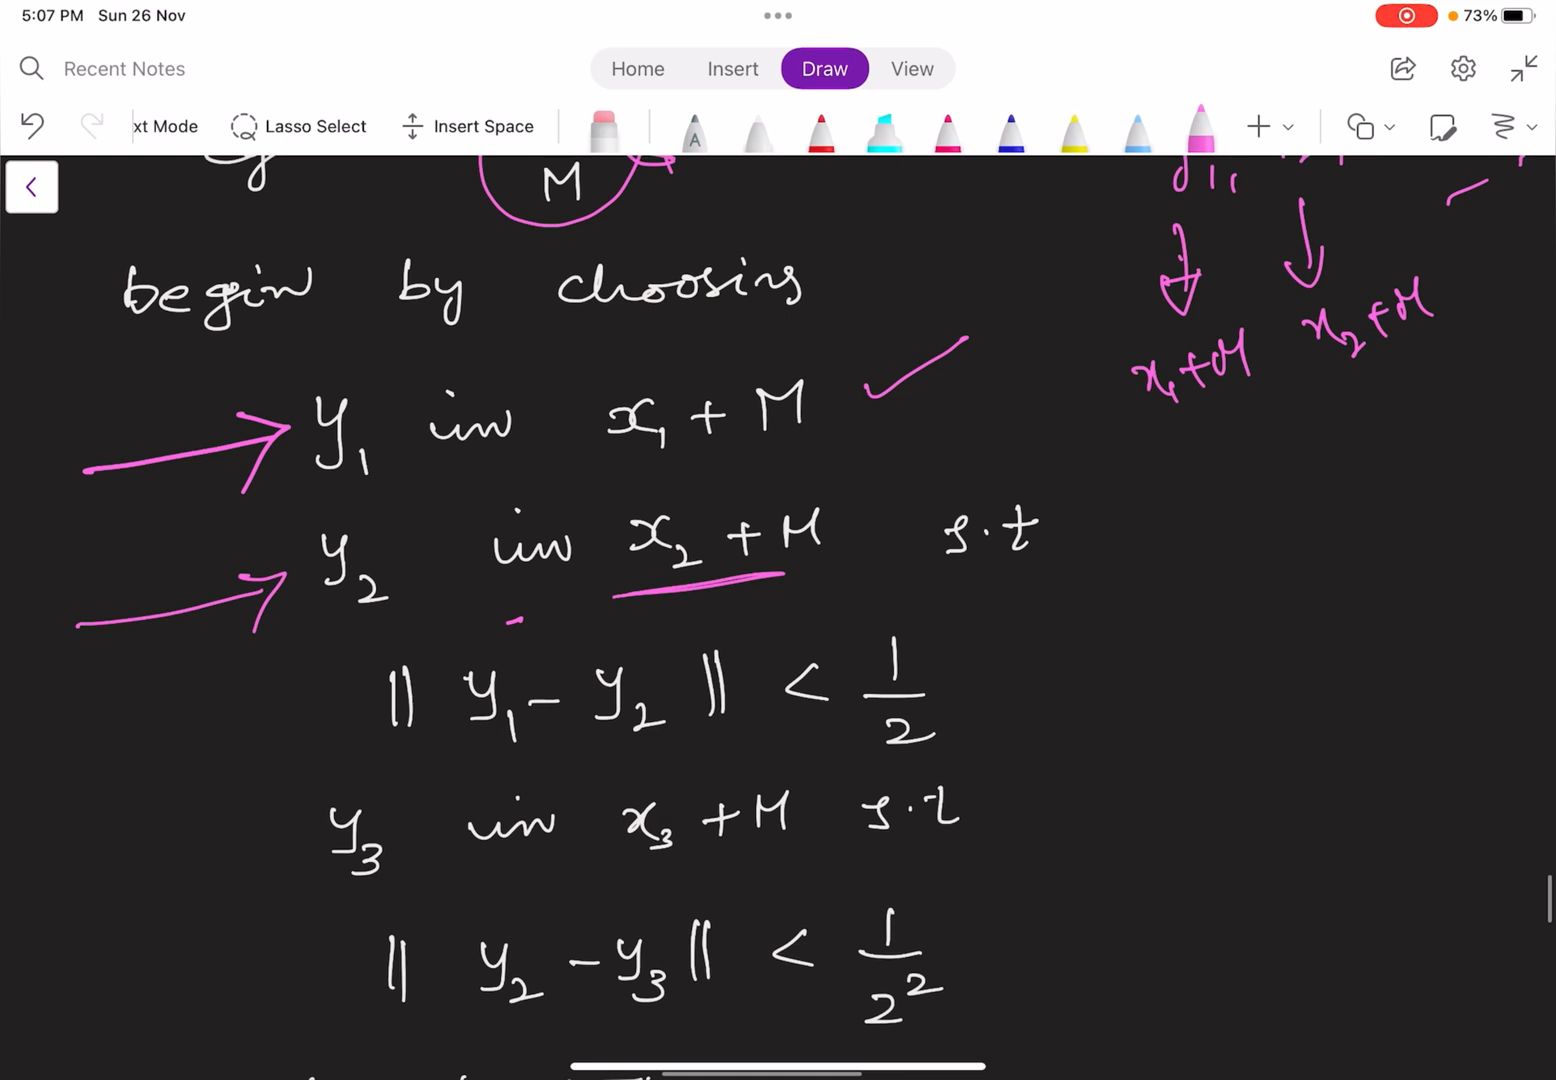 5:07 PM Sun 26 Nov
73%
Recent Notes
Home Insert Draw View
xt Mode Lasso Select Insert Space
A
M
begin by choosing
y₁ in x₁ + M
x₁+M x₂+M
y₂ in x₂ + M s.t
|| y₁ - y₂ || < 1/2
y₃ in x₃ + M s.t
|| y₂ - y₃ || < 1/2²